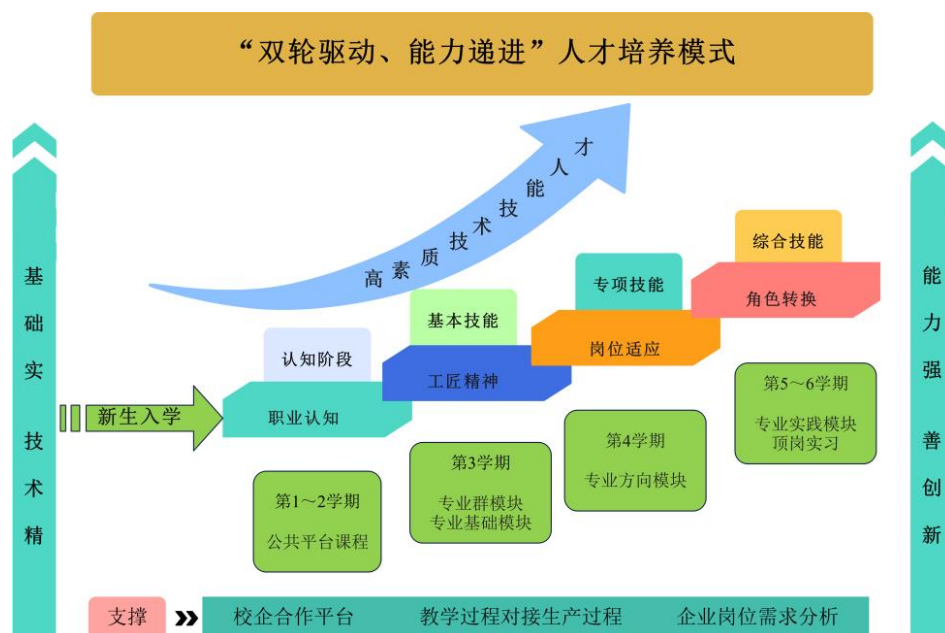 “双轮驱动、能力递进”人才培养模式
高素质技术技能人才
基础实 技术精
能力强 善创新
新生入学
认知阶段
职业认知
基本技能
工匠精神
专项技能
岗位适应
综合技能
角色转换
第1～2学期
公共平台课程
第3学期
专业群模块
专业基础模块
第4学期
专业方向模块
第5～6学期
专业实践模块
顶岗实习
支撑
校企合作平台
教学过程对接生产过程
企业岗位需求分析